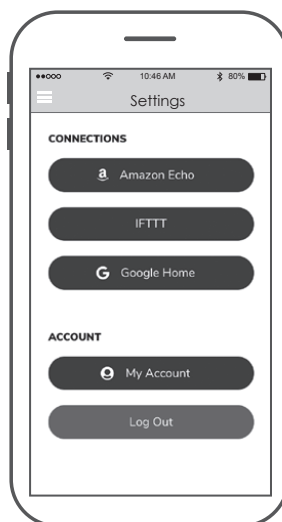 10:46 AM 80%
Settings
CONNECTIONS
a Amazon Echo
IFTTT
G Google Home
ACCOUNT
My Account
Log Out